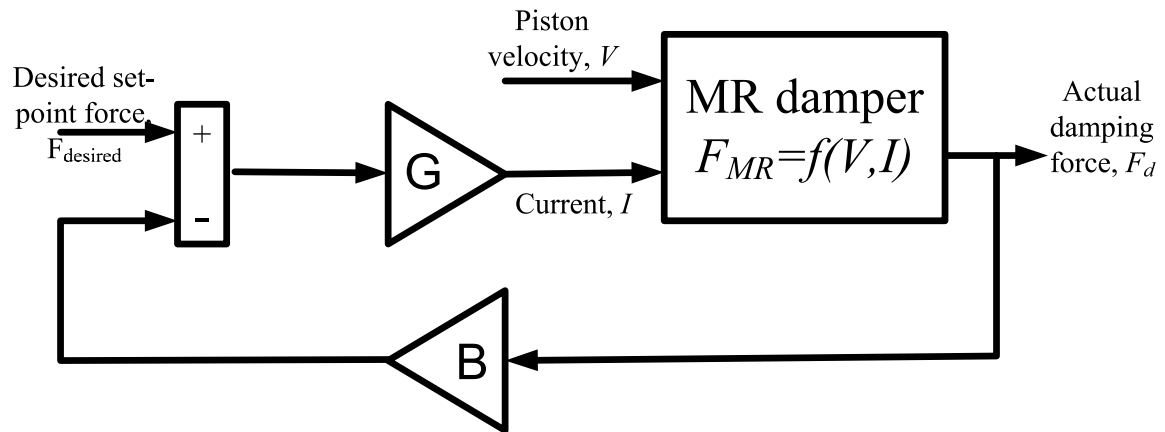 Piston
velocity, V
Desired set-
point force,
F_desired
+
-
G
Current, I
MR damper
F_MR=f(V,I)
Actual
damping
force, F_d
B